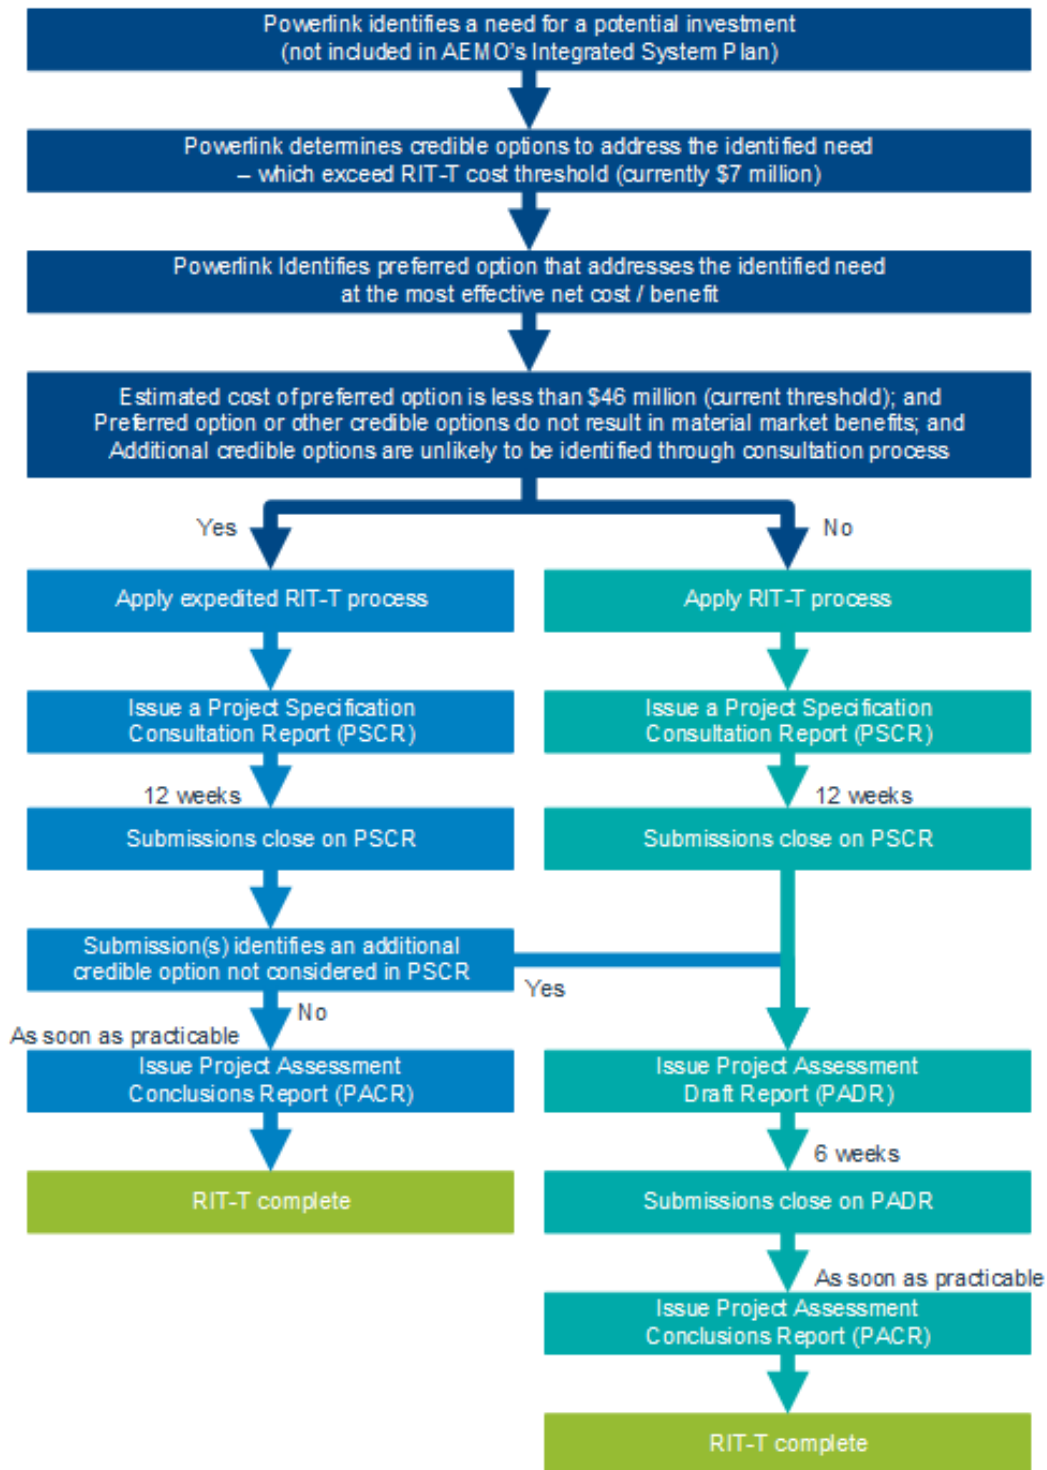 Powerlink identifies a need for a potential investment
(not included in AEMO's Integrated System Plan)
Powerlink determines credible options to address the identified need
– which exceed RIT-T cost threshold (currently $7 million)
Powerlink Identifies preferred option that addresses the identified need
at the most effective net cost / benefit
Estimated cost of preferred option is less than $46 million (current threshold); and
Preferred option or other credible options do not result in material market benefits; and
Additional credible options are unlikely to be identified through consultation process
Yes
No
Apply expedited RIT-T process
Apply RIT-T process
Issue a Project Specification
Consultation Report (PSCR)
Issue a Project Specification
Consultation Report (PSCR)
12 weeks
12 weeks
Submissions close on PSCR
Submissions close on PSCR
Submission(s) identifies an additional
credible option not considered in PSCR
Yes
No
As soon as practicable
Issue Project Assessment
Conclusions Report (PACR)
Issue Project Assessment
Draft Report (PADR)
6 weeks
RIT-T complete
Submissions close on PADR
As soon as practicable
Issue Project Assessment
Conclusions Report (PACR)
RIT-T complete